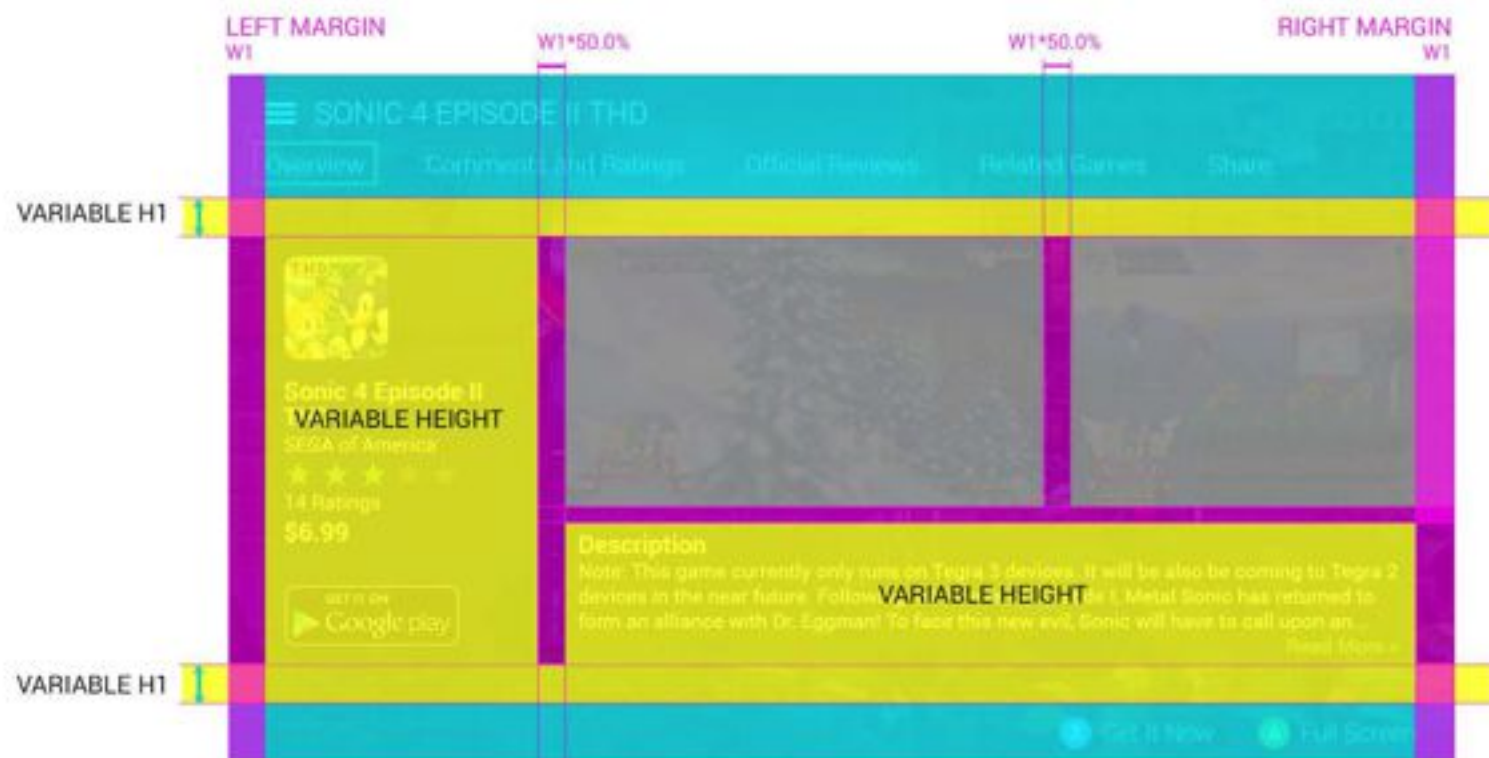 LEFT MARGIN
W1
W1*50.0%
W1*50.0%
RIGHT MARGIN
W1
SONIC 4 EPISODE II THD
Overview Comments and Ratings Official Reviews Related Games Share
VARIABLE H1
THD
Sonic 4 Episode II
VARIABLE HEIGHT
SEGA of America
14 Ratings
$6.99
GET IT ON
Google play
Description
Note: This game currently only runs on Tegra 3 devices. It will be also be coming to Tegra 2
devices in the near future. Follow VARIABLE HEIGHT I, Metal Sonic has returned to
form an alliance with Dr. Eggman! To face this new evil, Sonic will have to call upon an...
Read More »
VARIABLE H1
Get It Now A Full Screen